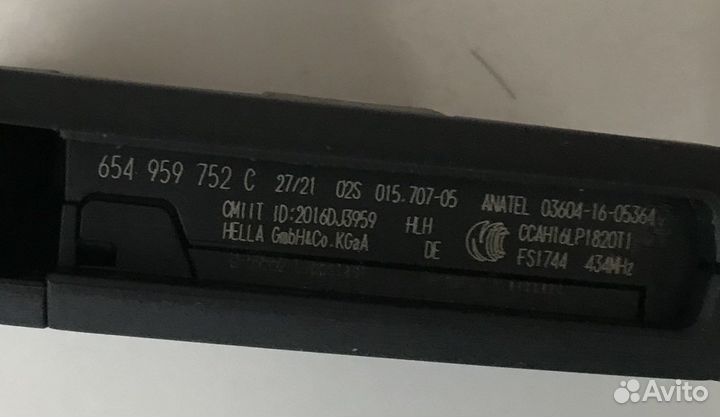 654 959 752 C 27/21 02S 015.707-05 ANATEL 03604-16-05364
CMIIT ID:2016DJ3959 HLH CCAH16LP1820T1
HELLA GmbH&Co.KGaA DE FS1744 434MHz
Avito